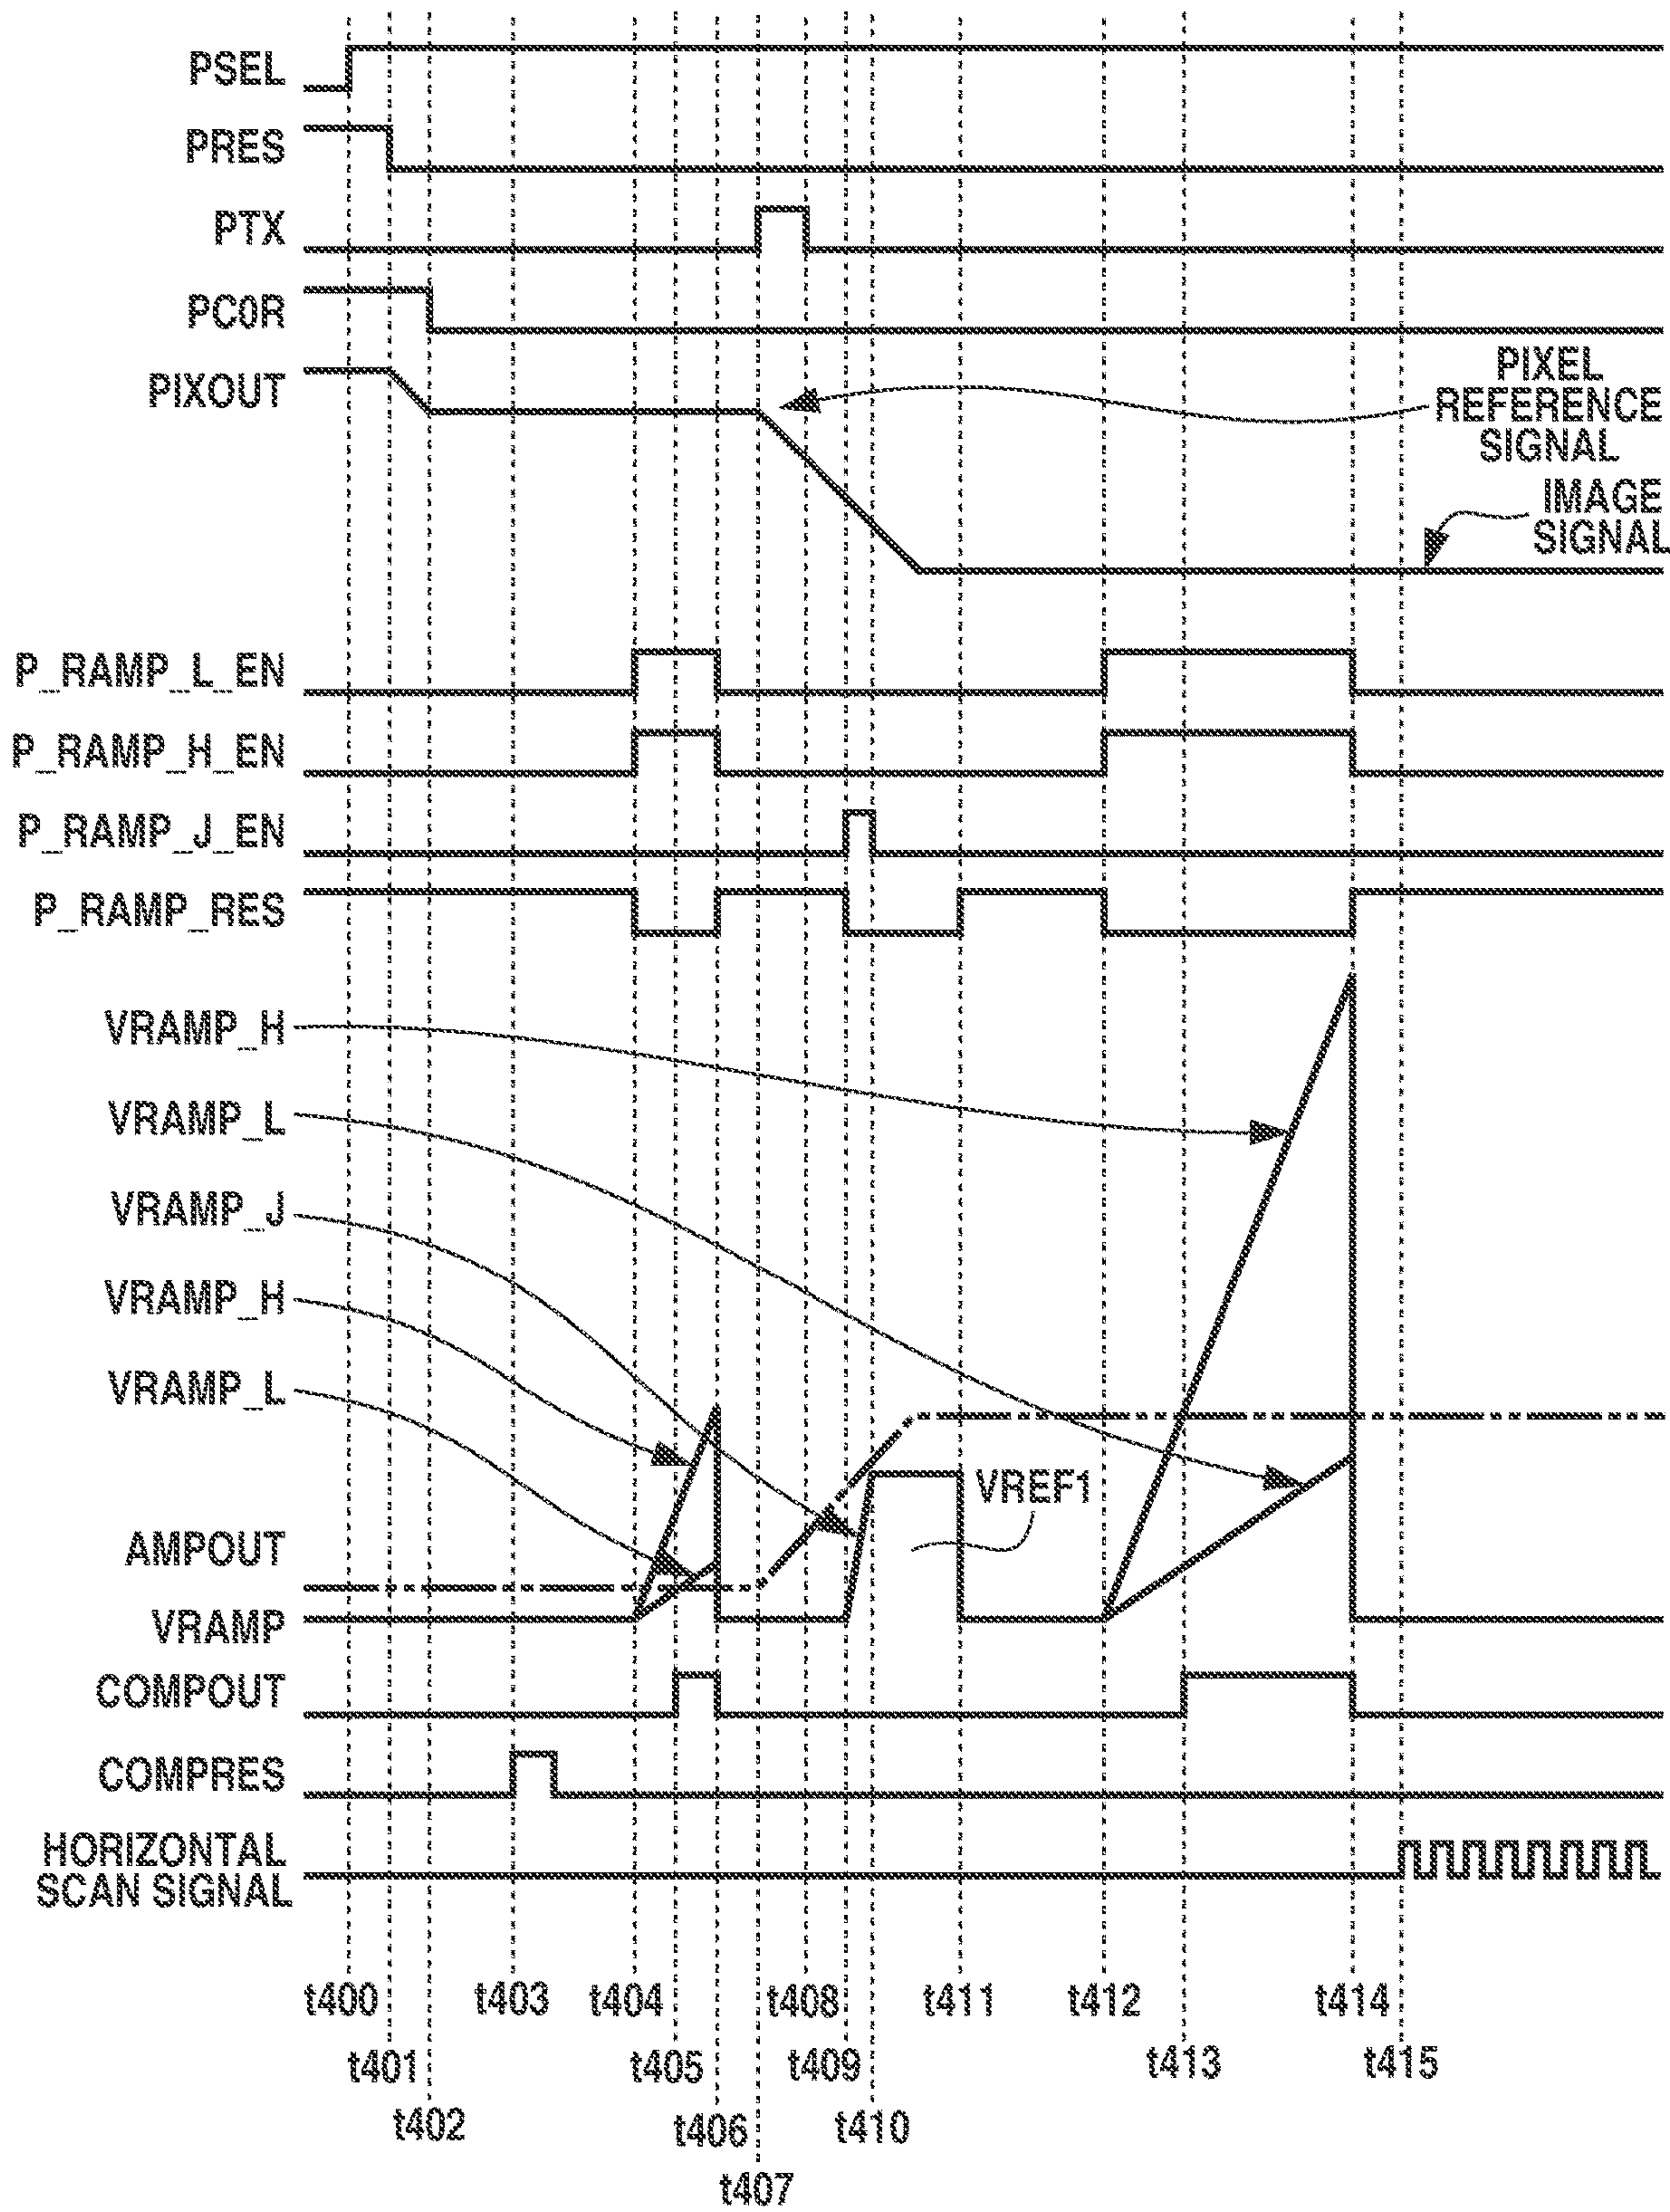 PSEL
PRES
PTX
PC0R
PIXOUT
PIXEL
REFERENCE
SIGNAL
IMAGE
SIGNAL
P_RAMP_L_EN
P_RAMP_H_EN
P_RAMP_J_EN
P_RAMP_RES
VRAMP_H
VRAMP_L
VRAMP_J
VRAMP_H
VRAMP_L
VREF1
AMPOUT
VRAMP
COMPOUT
COMPRES
HORIZONTAL
SCAN SIGNAL
t400 t403 t404 t408 t411 t412 t414
t401 t405 t409 t413 t415
t402 t406 t410
t407